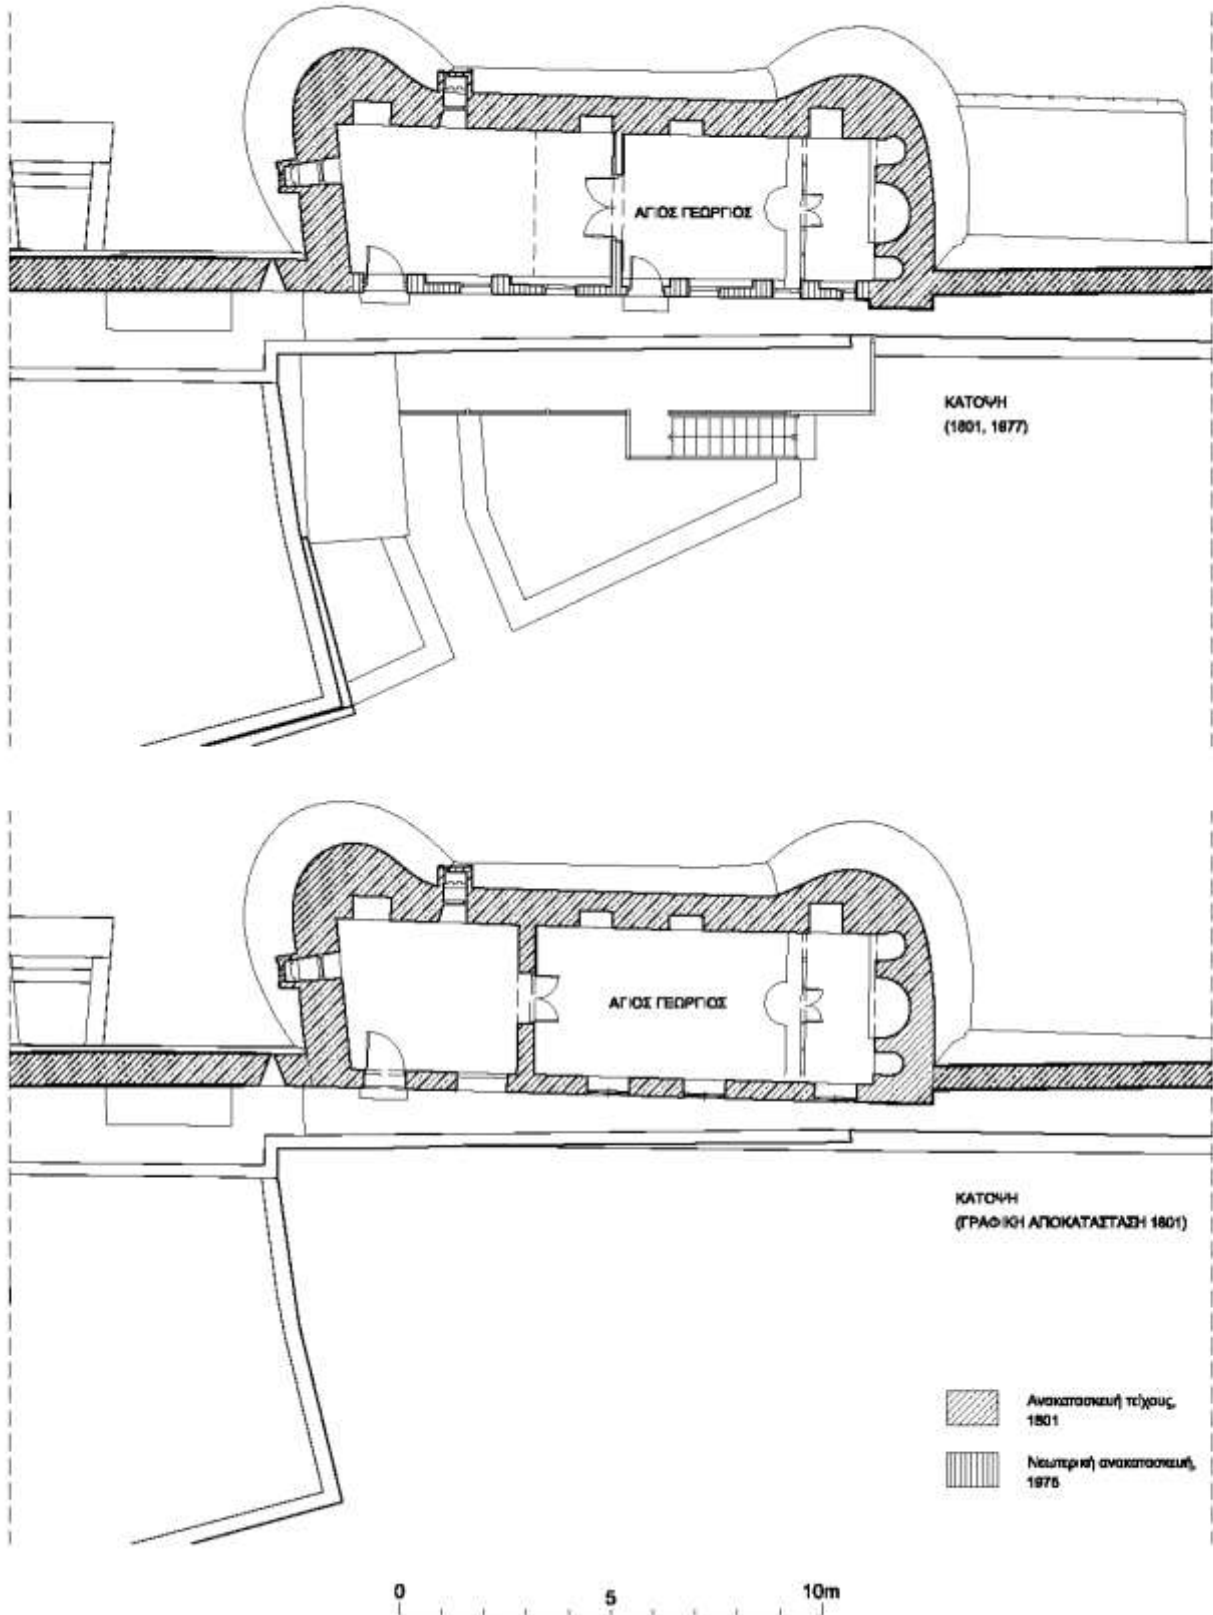 ΑΓΙΟΣ ΓΕΩΡΓΙΟΣ
ΚΑΤΟΨΗ
(1801, 1977)
ΑΓΙΟΣ ΓΕΩΡΓΙΟΣ
ΚΑΤΟΨΗ
(ΓΡΑΦΙΚΗ ΑΠΟΚΑΤΑΣΤΑΣΗ 1801)
Ανακατασκευή τείχους,
1801
Νεωτερική ανακατασκευή,
1975
0 5 10m